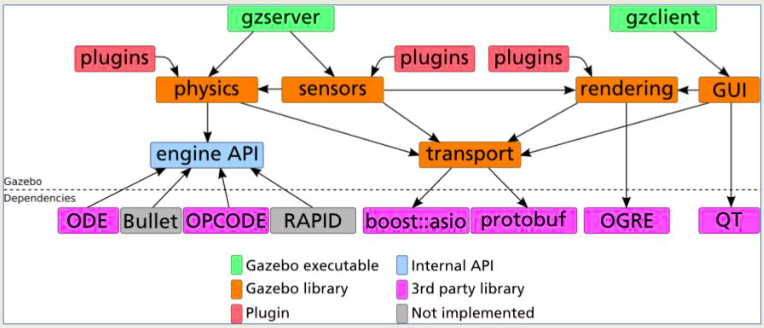 gzserver gzclient
plugins plugins plugins
physics sensors rendering GUI
engine API transport
Gazebo
Dependencies
ODE Bullet OPCODE RAPID boost::asio protobuf OGRE QT
Gazebo executable Internal API
Gazebo library 3rd party library
Plugin Not implemented